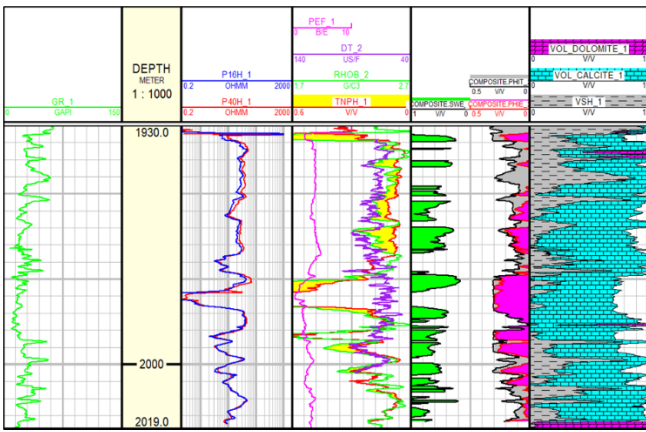 PEF_1
0 B/E 10
DT_2
140 US/F 40
DEPTH
METER
1 : 1000
P16H_1
0.2 OHMM 2000
RHOB_2
1.7 G/C3 2.7
COMPOSITE.PHIT_
0.5 V/V 0
VOL_DOLOMITE_1
0 V/V 1
VOL_CALCITE_1
0 V/V 1
GR_1
0 GAPI 150
P40H_1
0.2 OHMM 2000
TNPH_1
0.6 V/V 0
COMPOSITE.SWE_
1 V/V 0
COMPOSITE.PHIE_
0.5 V/V 0
VSH_1
0 V/V 1
1930.0
2000
2019.0